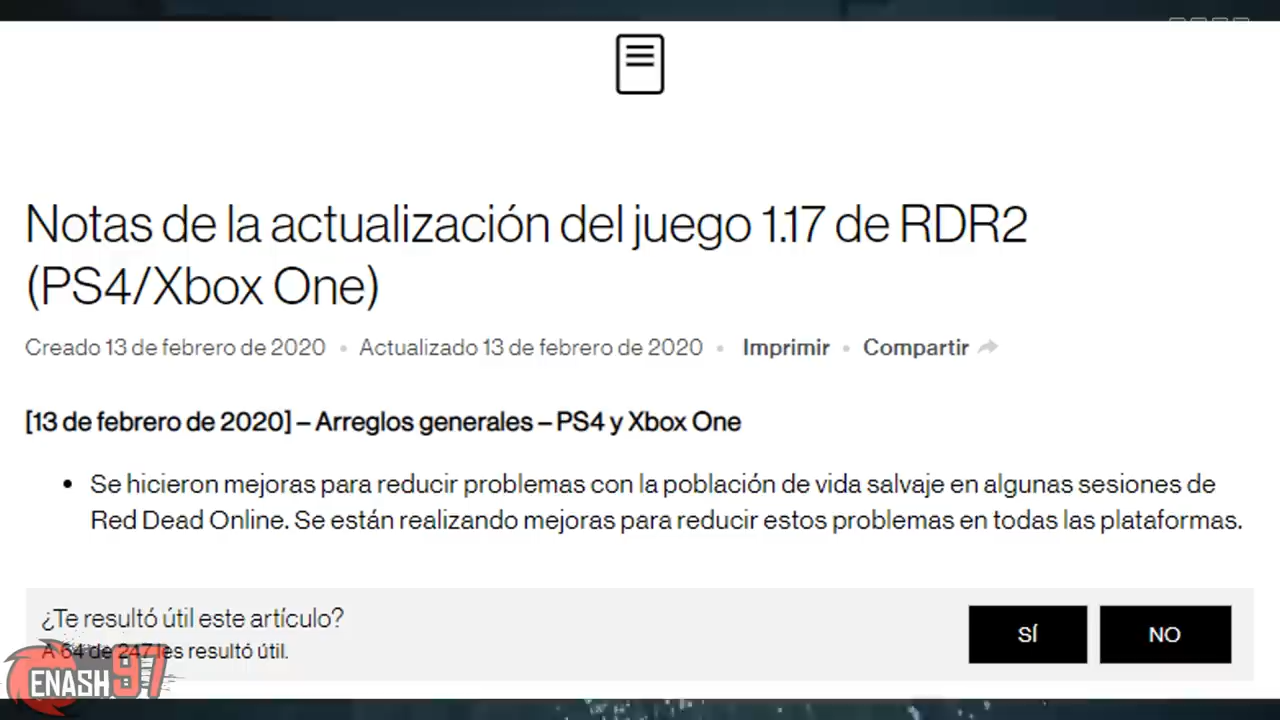 Notas de la actualización del juego 1.17 de RDR2
(PS4/Xbox One)
Creado 13 de febrero de 2020 • Actualizado 13 de febrero de 2020 • Imprimir • Compartir
[13 de febrero de 2020] – Arreglos generales – PS4 y Xbox One
• Se hicieron mejoras para reducir problemas con la población de vida salvaje en algunas sesiones de
Red Dead Online. Se están realizando mejoras para reducir estos problemas en todas las plataformas.
¿Te resultó útil este artículo?
A 64 de 247 les resultó útil.
SÍ
NO
ENASH97